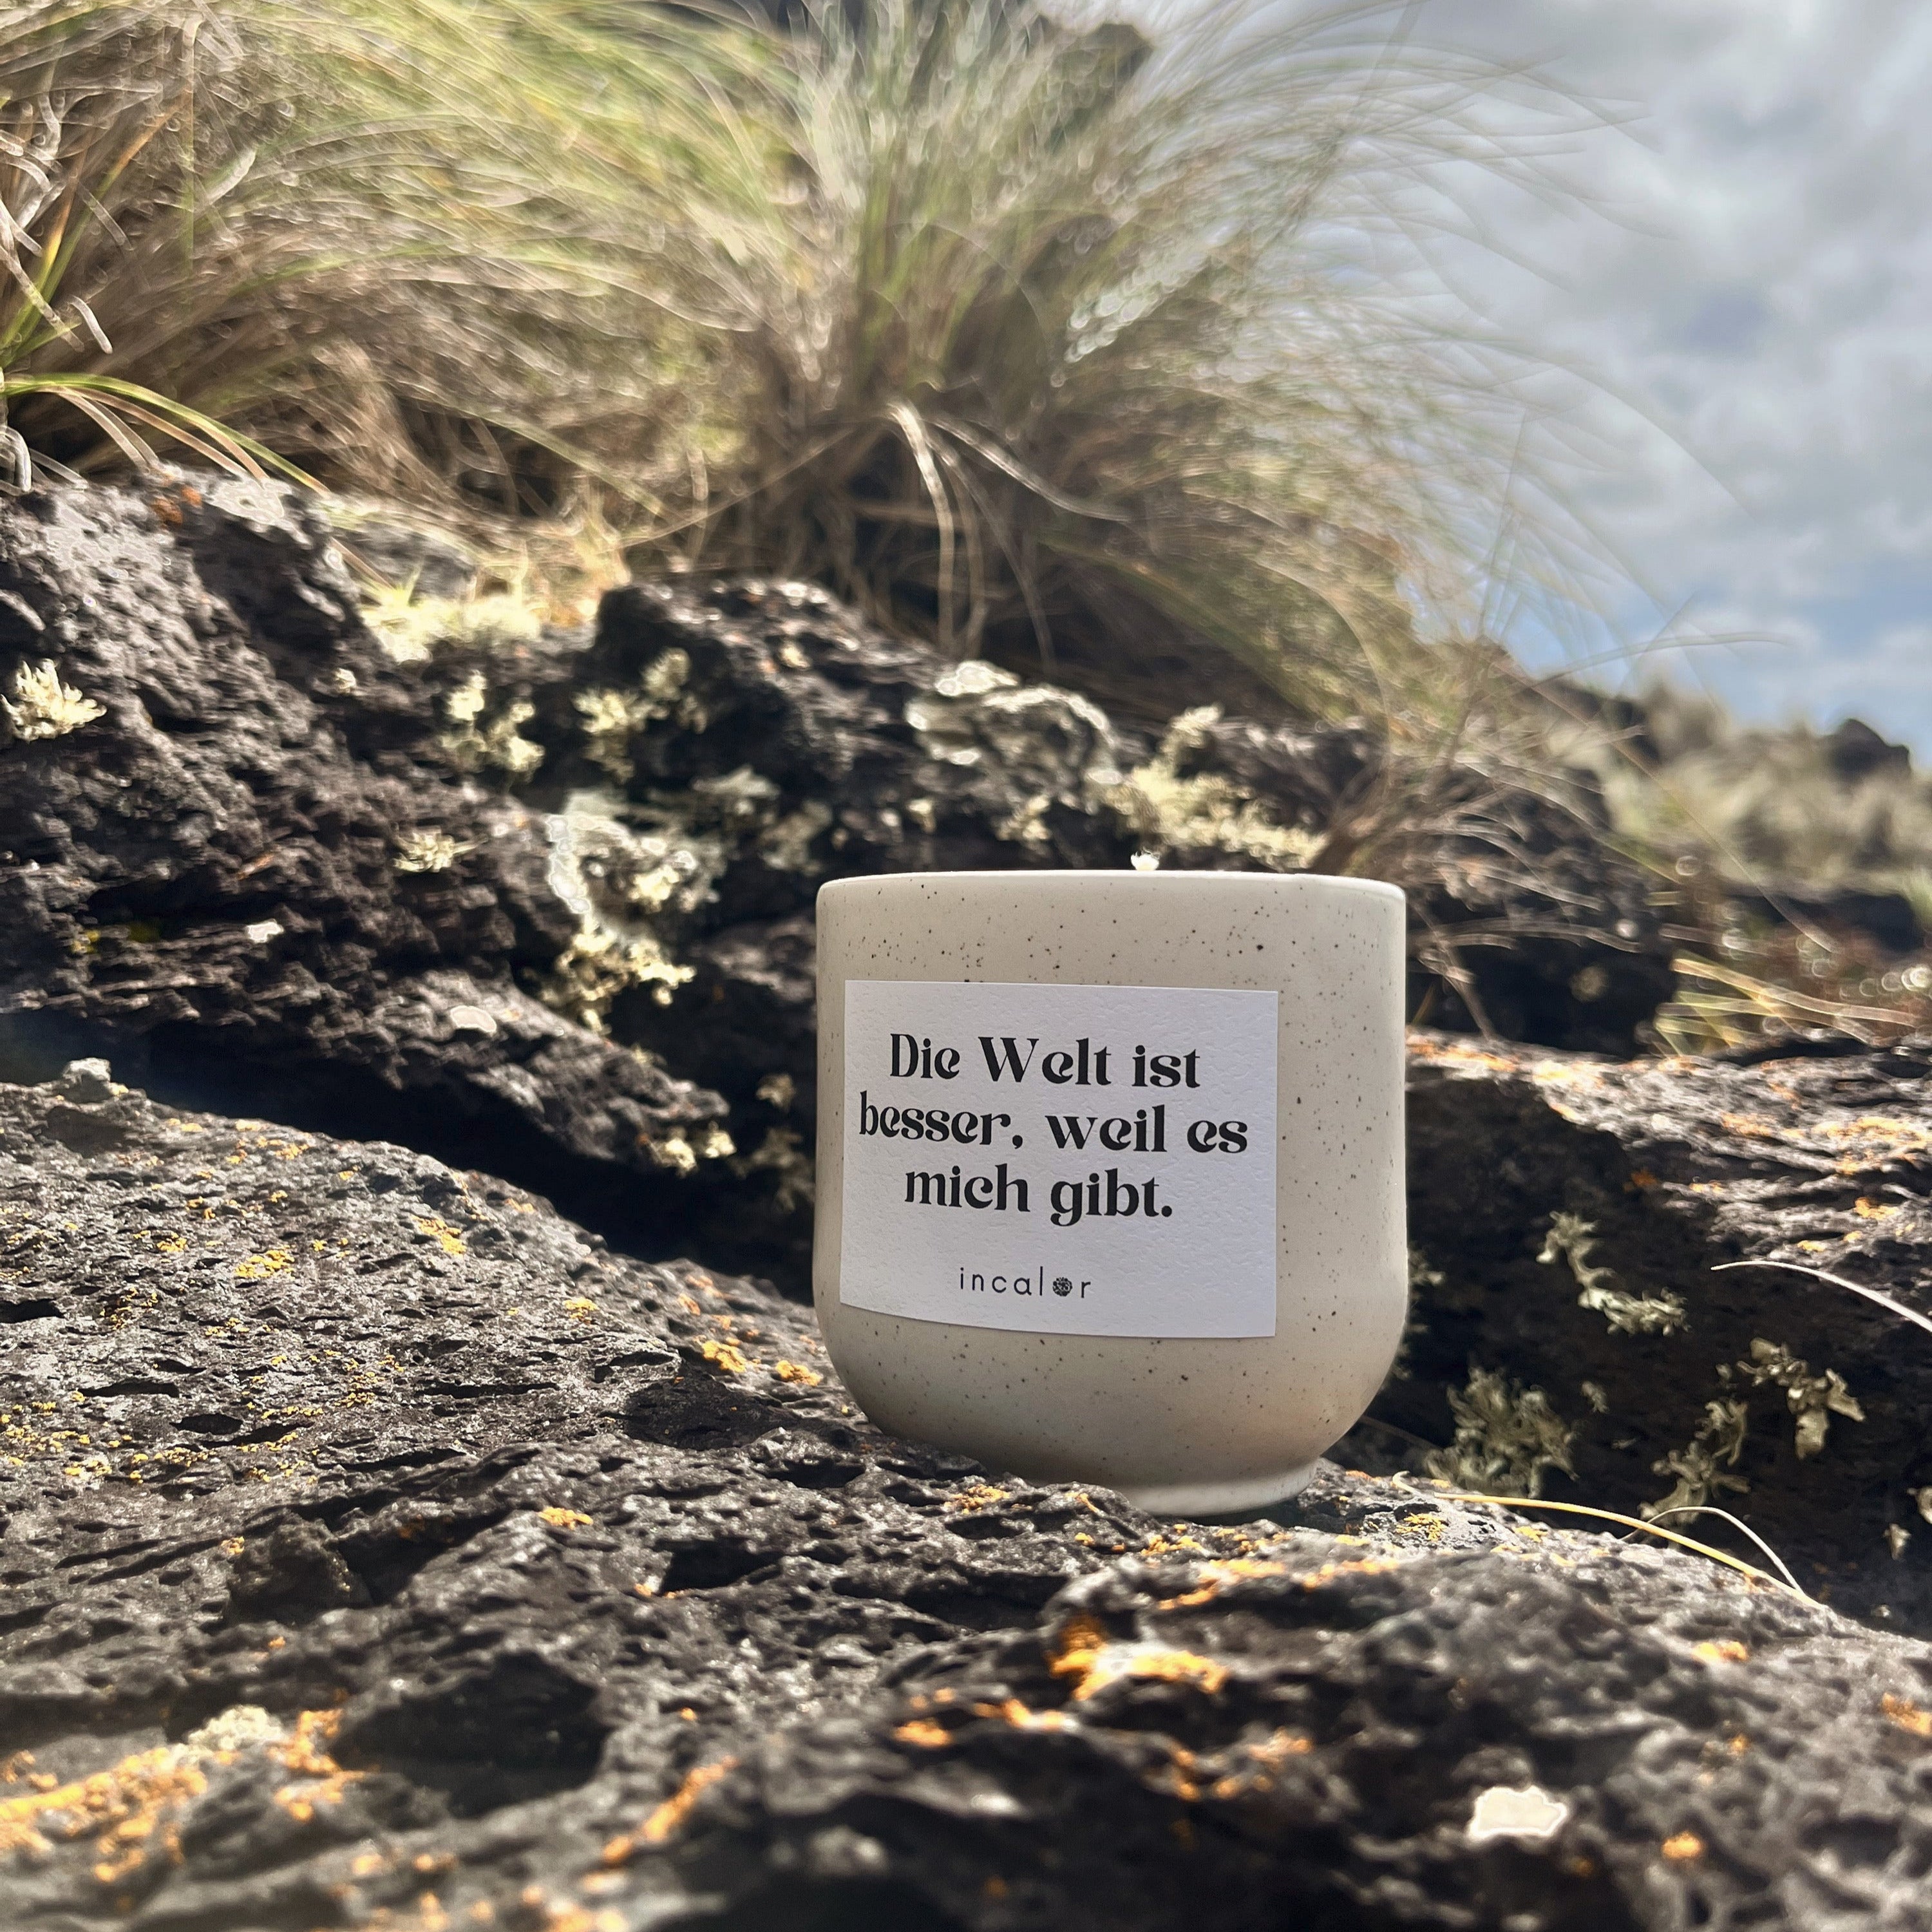 Die Welt ist
besser, weil es
mich gibt.
incalor